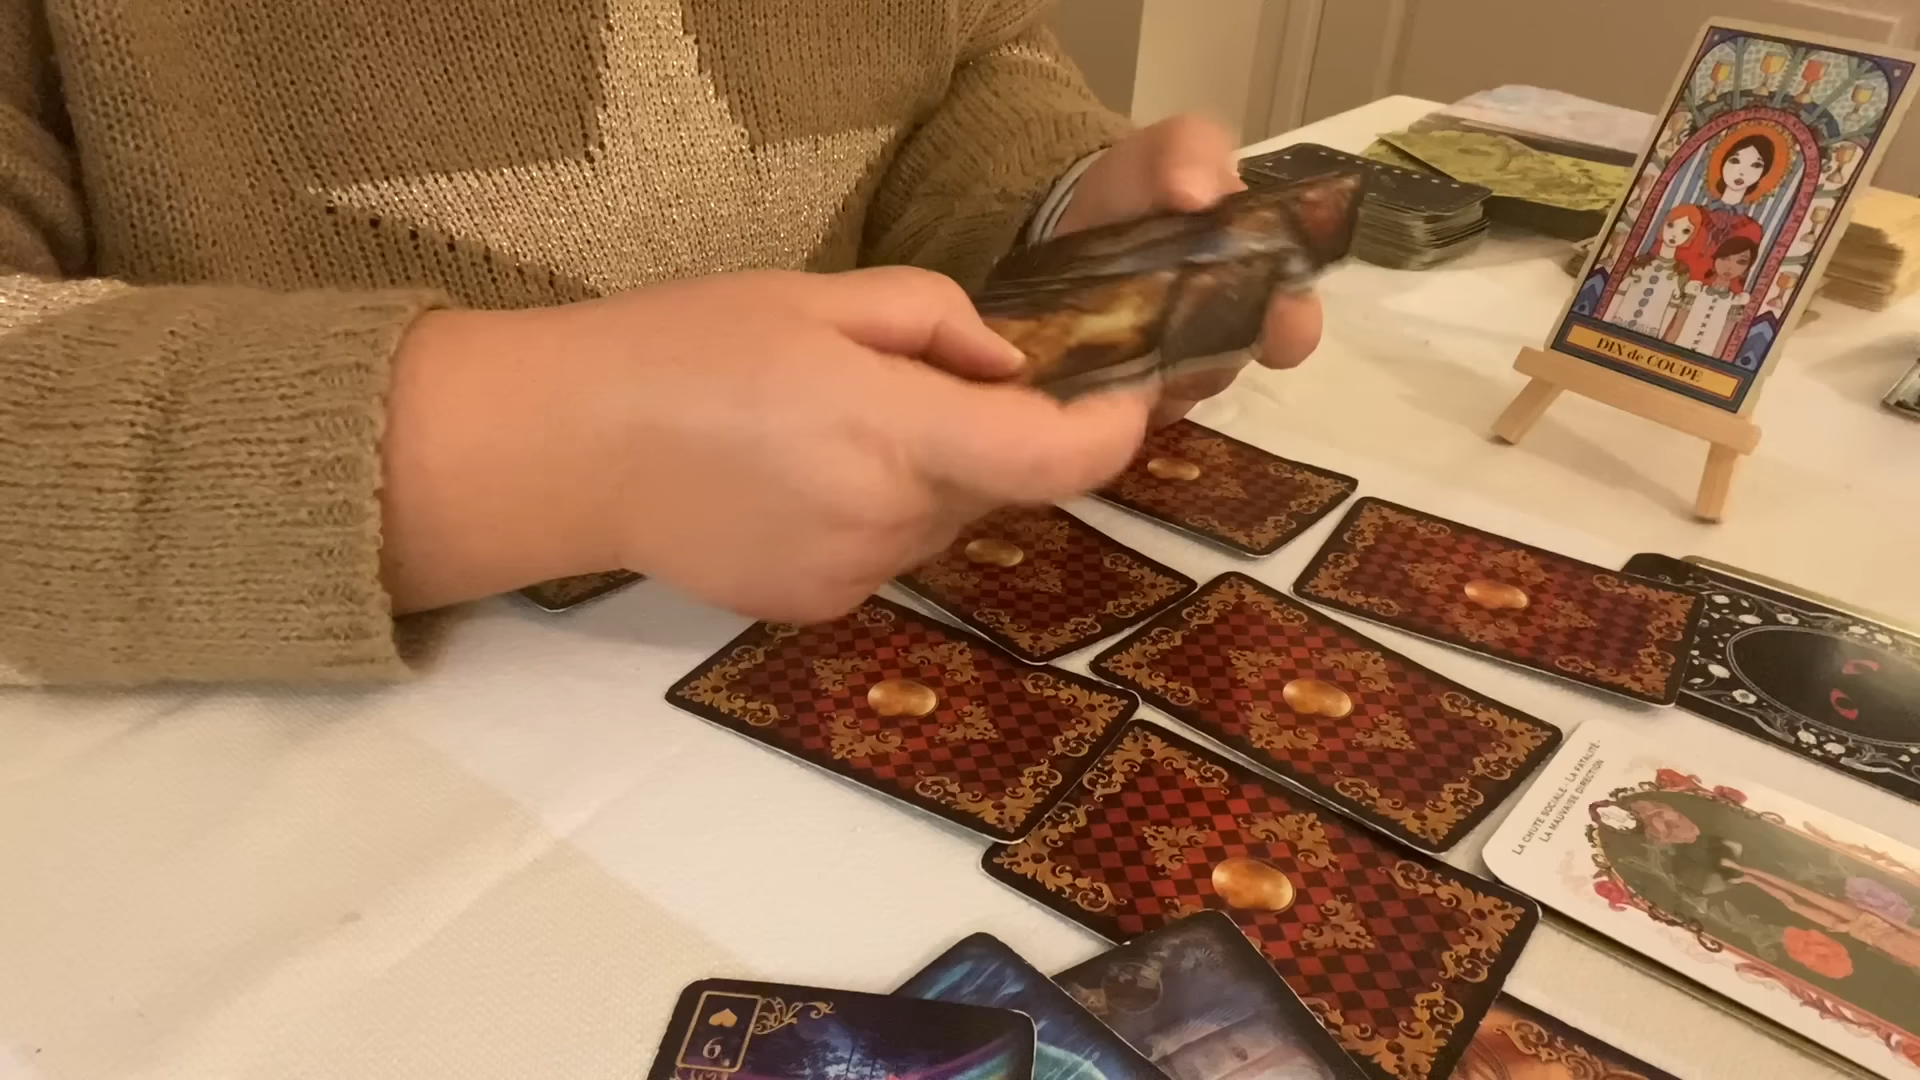 DIX de COUPE
LA CHUTE SOCIALE - LA FATALITÉ -
LA MAUVAISE DIRECTION
6